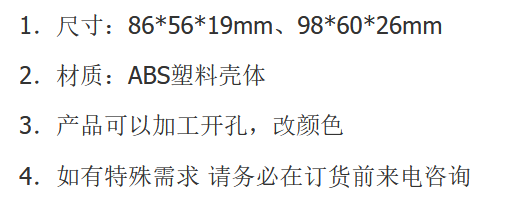 1. 尺寸：86*56*19mm、98*60*26mm
2. 材质：ABS塑料壳体
3. 产品可以加工开孔，改颜色
4. 如有特殊需求 请务必在订货前来电咨询